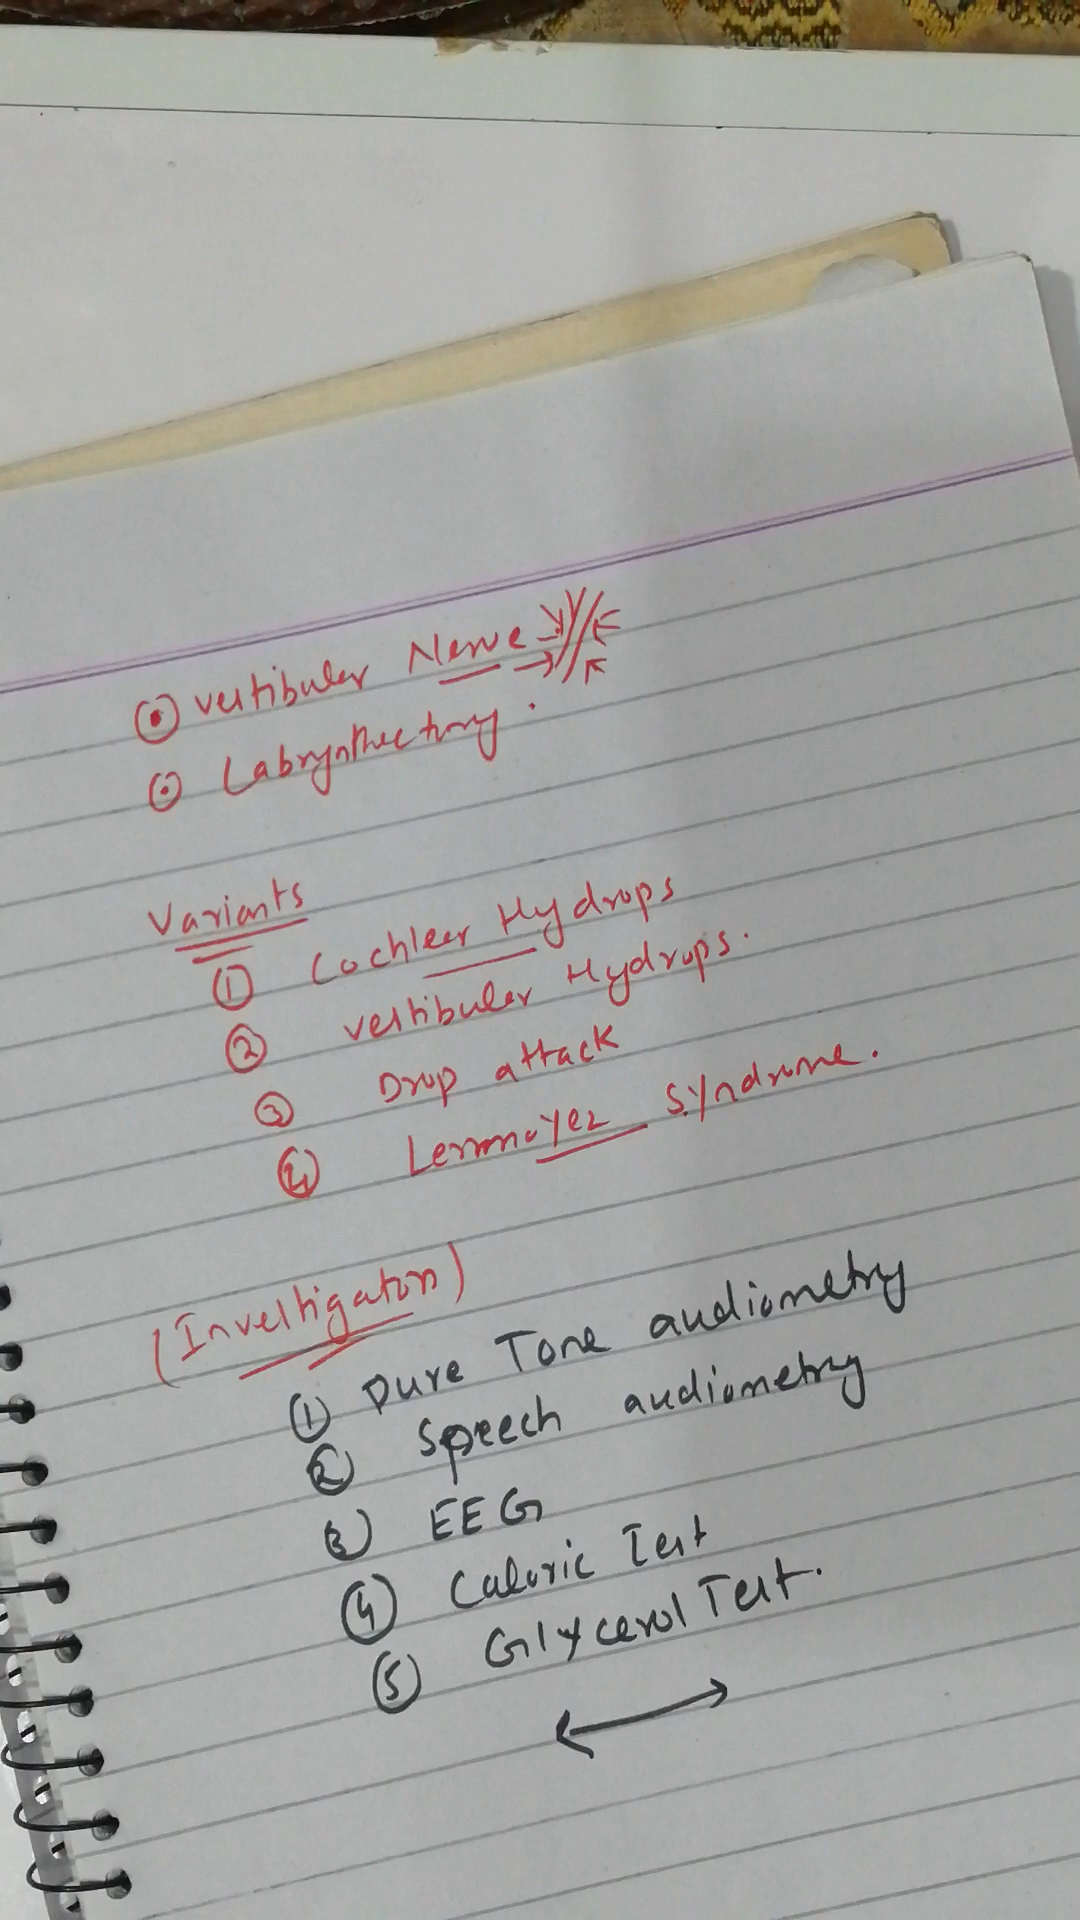 vestibular Nerve
Labrynthectomy.
Variants
① Cochlear Hydrops
② vestibular Hydrops.
③ Drop attack
④ Lermoyez Syndrome.
(Investigation)
① Pure Tone audiometry
② Speech audiometry
③ EEG
④ Caloric Test
⑤ Glycerol Test.